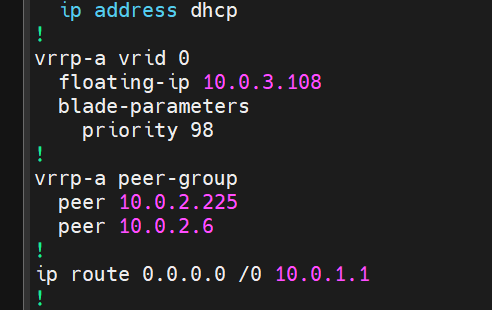 ip address dhcp
!
vrrp-a vrid 0
floating-ip 10.0.3.108
blade-parameters
priority 98
!
vrrp-a peer-group
peer 10.0.2.225
peer 10.0.2.6
!
ip route 0.0.0.0 /0 10.0.1.1
!